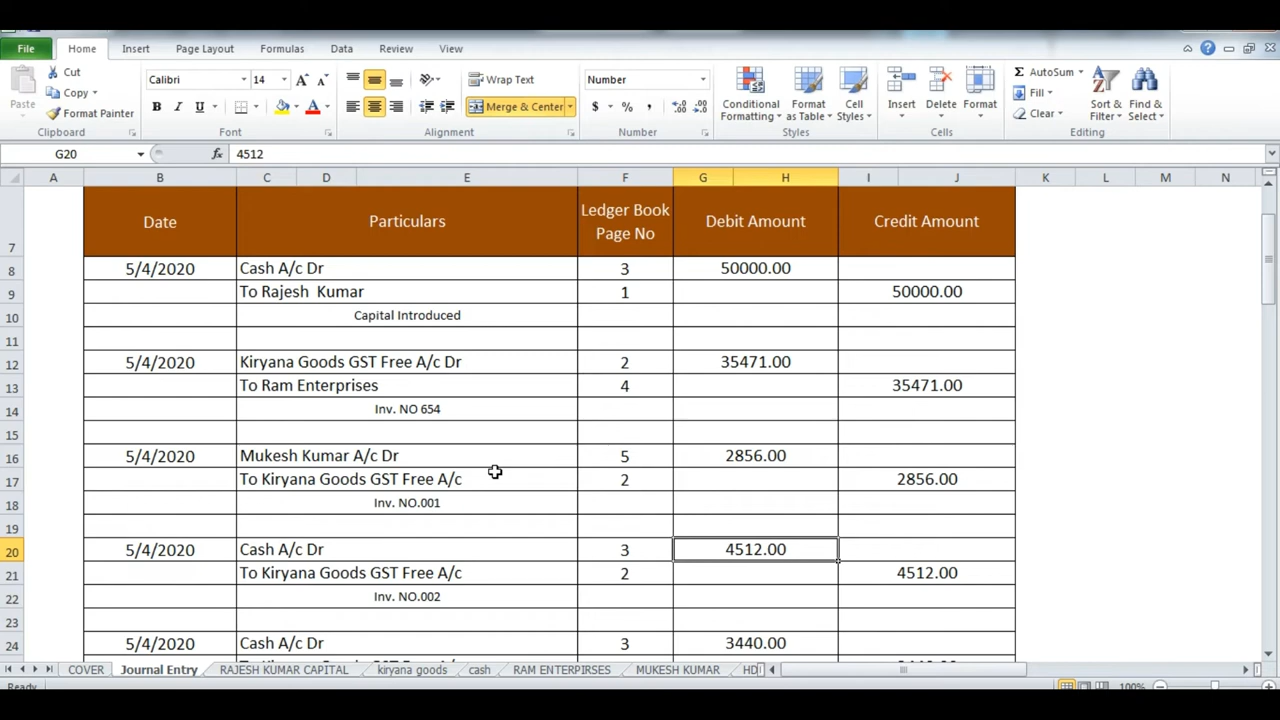 File Home Insert Page Layout Formulas Data Review View
Cut Calibri 14 Wrap Text Number AutoSum
Copy Fill
Paste Format Painter Merge & Center $ % , Conditional Formatting Format as Table Cell Styles Insert Delete Format Clear Sort & Filter Find & Select
Clipboard Font Alignment Number Styles Cells Editing
G20 fx 4512
A B C D E F G H I J K L M N
7 Date Particulars Ledger Book Page No Debit Amount Credit Amount
8 5/4/2020 Cash A/c Dr 3 50000.00
9 To Rajesh Kumar 1 50000.00
10 Capital Introduced
11
12 5/4/2020 Kiryana Goods GST Free A/c Dr 2 35471.00
13 To Ram Enterprises 4 35471.00
14 Inv. NO 654
15
16 5/4/2020 Mukesh Kumar A/c Dr 5 2856.00
17 To Kiryana Goods GST Free A/c 2 2856.00
18 Inv. NO.001
19
20 5/4/2020 Cash A/c Dr 3 4512.00
21 To Kiryana Goods GST Free A/c 2 4512.00
22 Inv. NO.002
23
24 5/4/2020 Cash A/c Dr 3 3440.00
COVER Journal Entry RAJESH KUMAR CAPITAL kiryana goods cash RAM ENTERPIRSES MUKESH KUMAR HD
Ready 100%